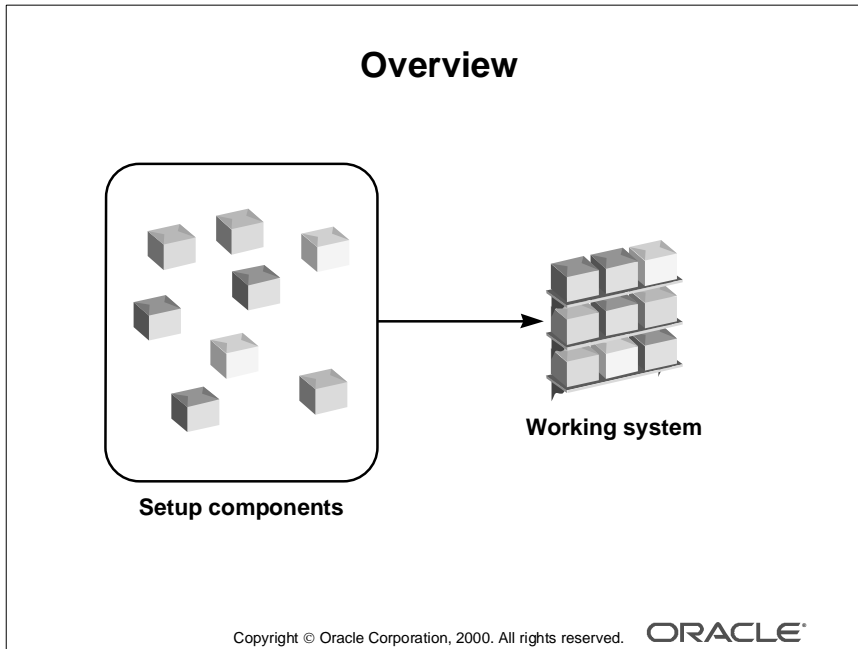 Overview
Working system
Setup components
Copyright © Oracle Corporation, 2000. All rights reserved. ORACLE®